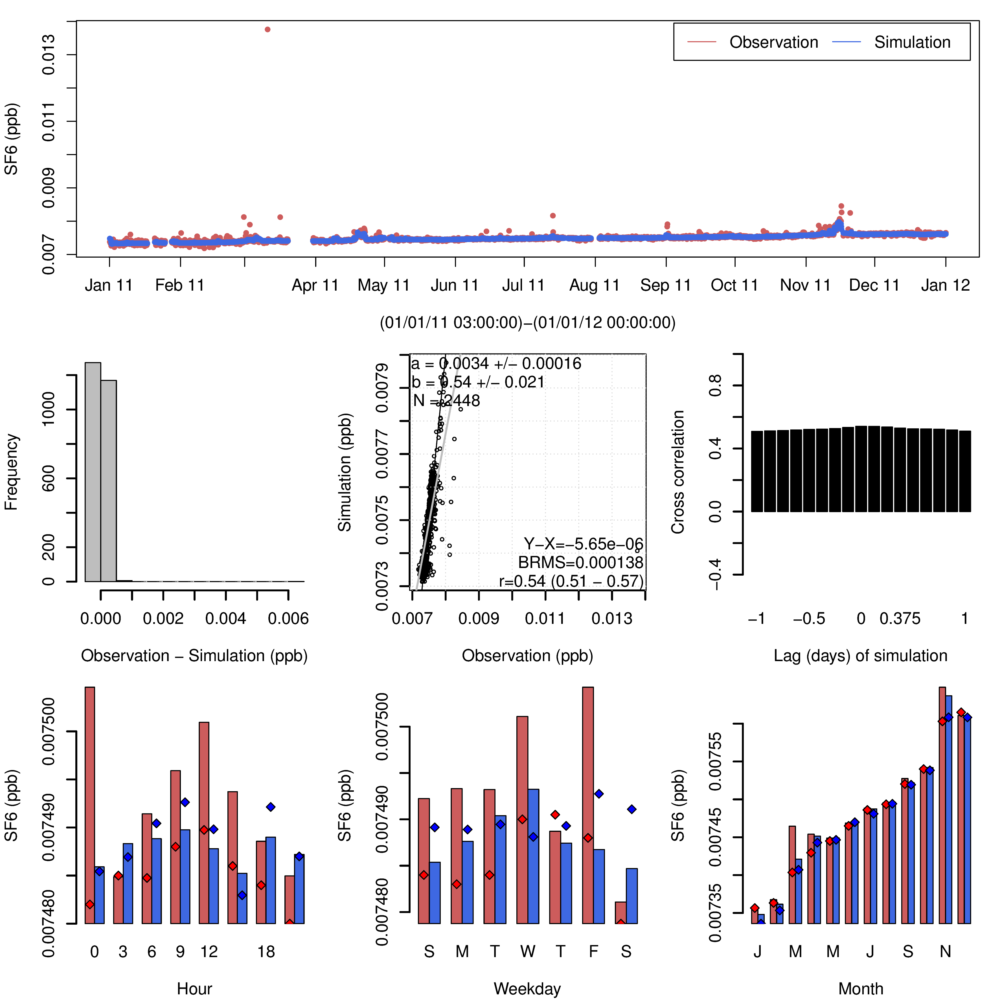 Observation Simulation
SF6 (ppb)
0.007 0.009 0.011 0.013
Jan 11 Feb 11 Apr 11 May 11 Jun 11 Jul 11 Aug 11 Sep 11 Oct 11 Nov 11 Dec 11 Jan 12
(01/01/11 03:00:00)−(01/01/12 00:00:00)
Frequency
0 200 600 1000
0.000 0.002 0.004 0.006
Observation − Simulation (ppb)
Simulation (ppb)
0.0073 0.0075 0.0077 0.0079
a = 0.0034 +/− 0.00016
b = 0.54 +/− 0.021
N = 2448
Y−X=−5.65e−06
BRMS=0.000138
r=0.54 (0.51 − 0.57)
0.007 0.009 0.011 0.013
Observation (ppb)
Cross correlation
−0.4 0.0 0.4 0.8
−1 −0.5 0 0.375 1
Lag (days) of simulation
SF6 (ppb)
0.007480 0.007490 0.007500
0 3 6 9 12 18
Hour
SF6 (ppb)
0.007480 0.007490 0.007500
S M T W T F S
Weekday
SF6 (ppb)
0.00735 0.00745 0.00755
J M M J S N
Month